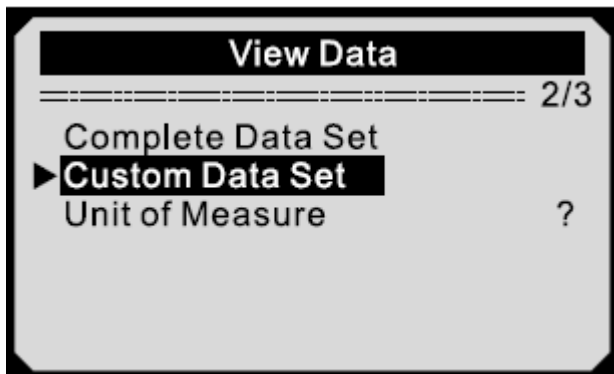 View Data
2/3
Complete Data Set
Custom Data Set
Unit of Measure ?